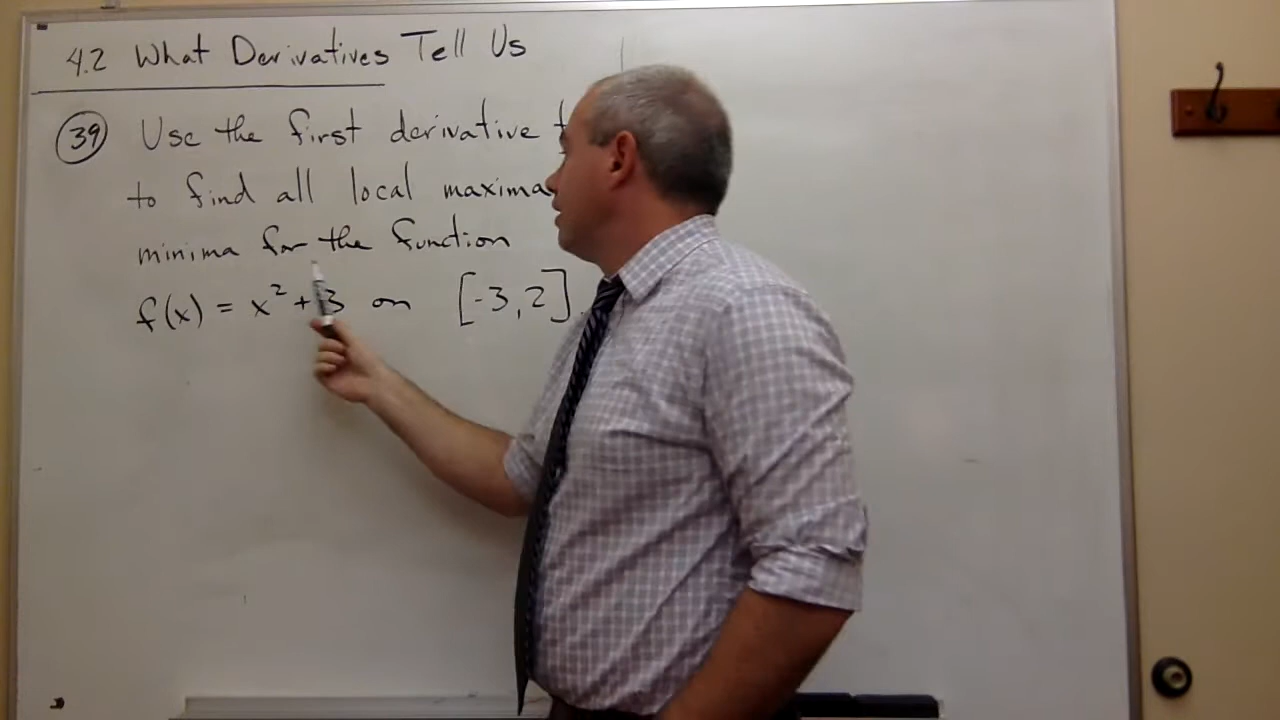 4.2 What Derivatives Tell Us
39 Use the first derivative
to find all local maxima
minima for the function
f(x) = x² + 3 on [-3, 2].